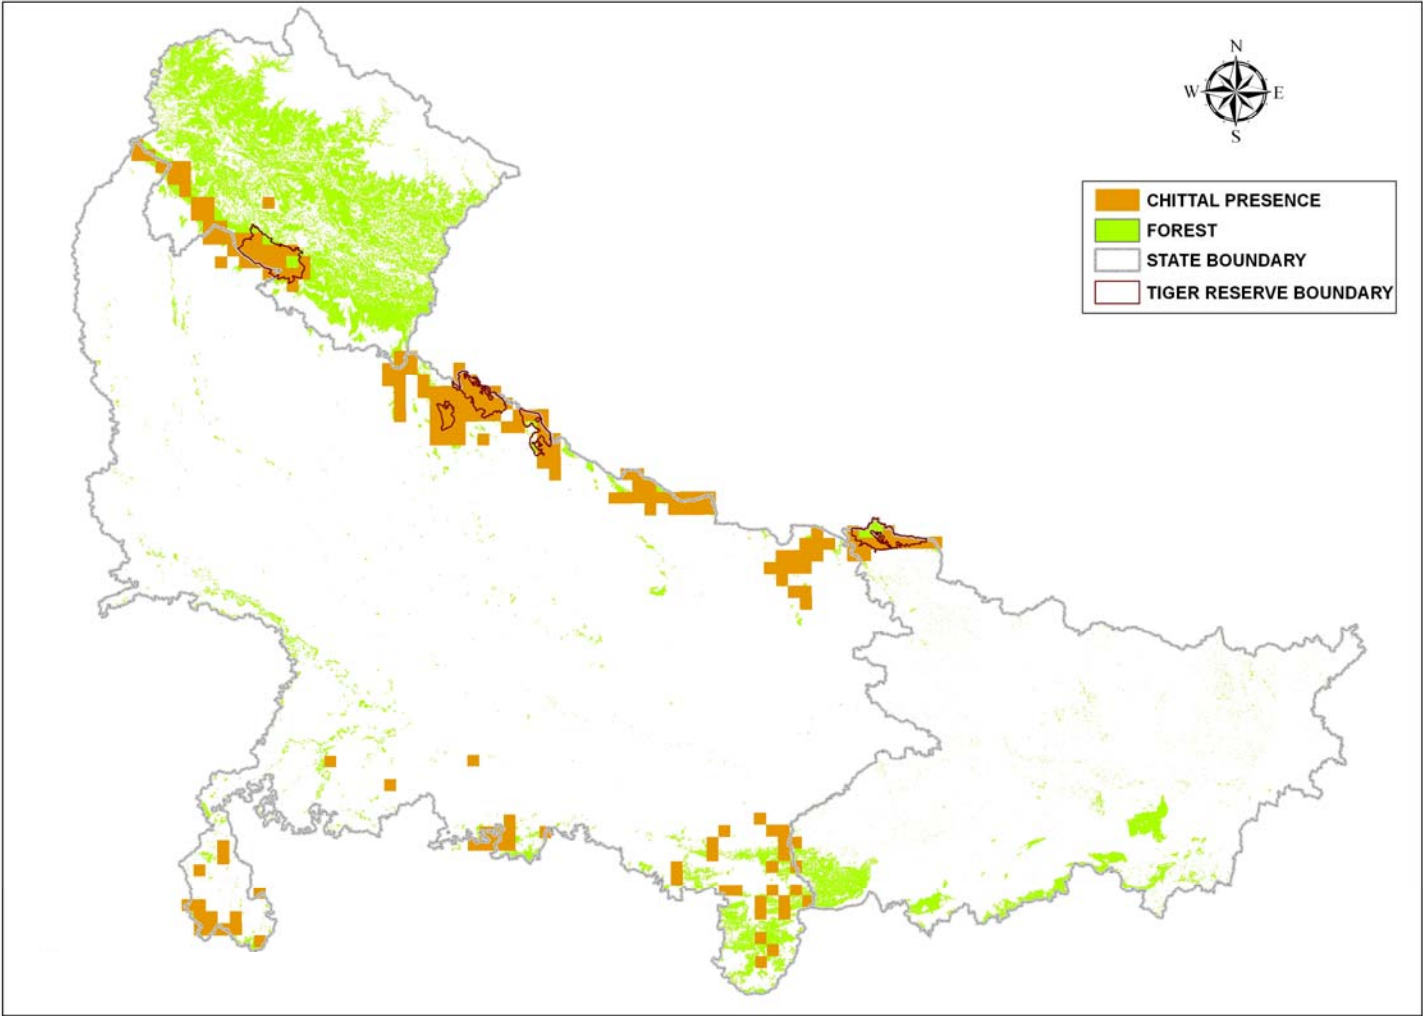 N
W E
S
CHITTAL PRESENCE
FOREST
STATE BOUNDARY
TIGER RESERVE BOUNDARY